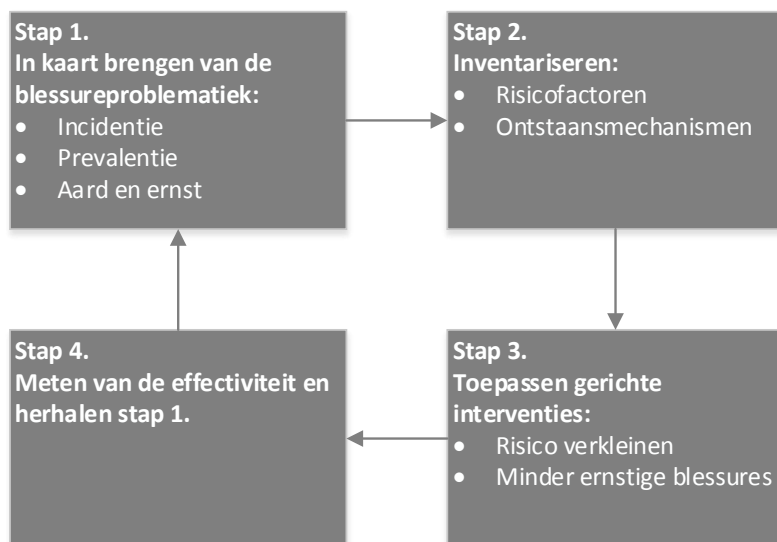 Stap 1.
In kaart brengen van de
blessureproblematiek:
• Incidentie
• Prevalentie
• Aard en ernst
Stap 2.
Inventariseren:
• Risicofactoren
• Ontstaansmechanismen
Stap 3.
Toepassen gerichte
interventies:
• Risico verkleinen
• Minder ernstige blessures
Stap 4.
Meten van de effectiviteit en
herhalen stap 1.